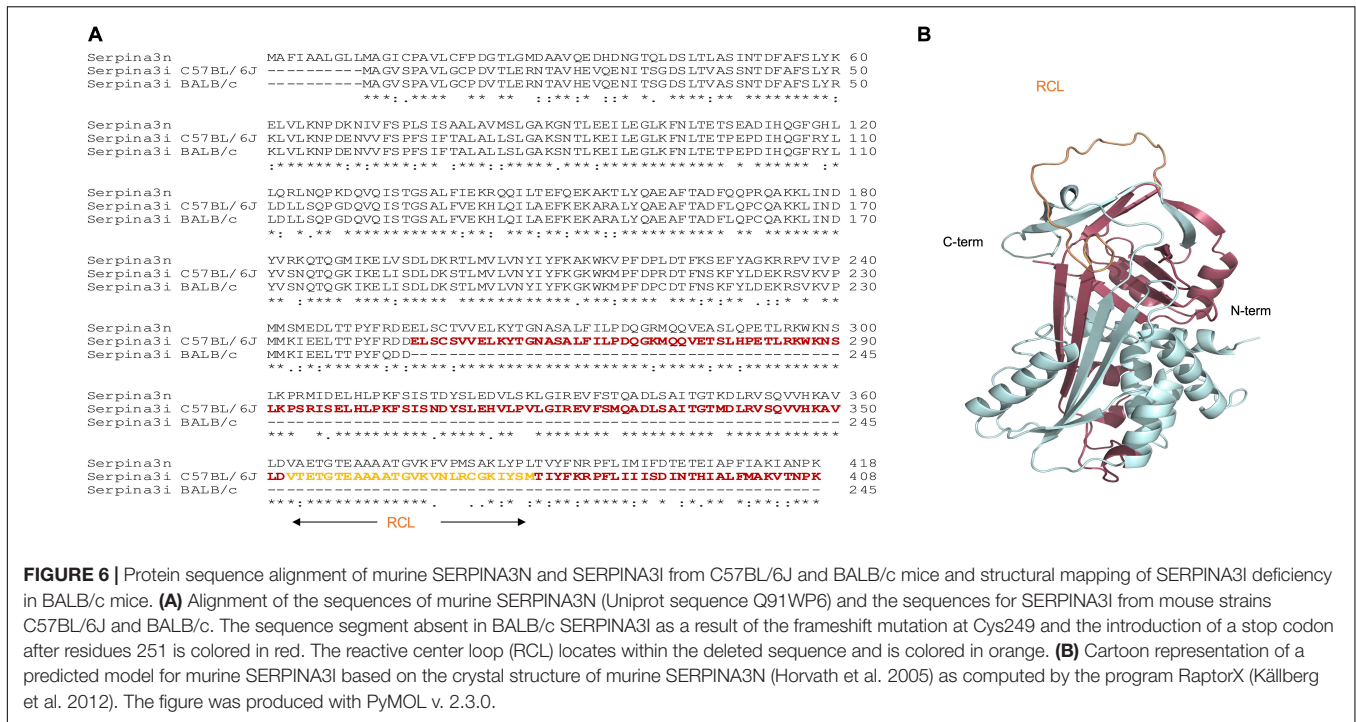 A
Serpina3n MAFIAALGLLMAGICPAVLCFPDGTLGMDAAVQEDHDNGTQLDSLTLASINTDFAFSLYK 60
Serpina3i C57BL/6J ----------MAGVSPAVLGCPDVTLERNTAVHEVQENITSGDSLTVASSNTDFAFSLYR 50
Serpina3i BALB/c ----------MAGVSPAVLGCPDVTLERNTAVHEVQENITSGDSLTVASSNTDFAFSLYR 50
***:.**** ** ** ::**:* ::* *. ****:** *********:
Serpina3n ELVLKNPDKNIVFSPLSISAALAVMSLGAKGNTLEEILEGLKFNLTETSEADIHQGFGHL 120
Serpina3i C57BL/6J KLVLKNPDENVVFSPFSIFTALALLSLGAKSNTLKEILEGLKFNLTETPEPDIHQGFRYL 110
Serpina3i BALB/c KLVLKNPDENVVFSPFSIFTALALLSLGAKSNTLKEILEGLKFNLTETPEPDIHQGFRYL 110
:*******:*:****:** :***::*****.***:************* * ****** :*
Serpina3n LQRLNQPKDQVQISTGSALFIEKRQQILTEFQEKAKTLYQAEAFTADFQQPRQAKKLIND 180
Serpina3i C57BL/6J LDLLSQPGDQVQISTGSALFVEKHLQILAEFKEKARALYQAEAFTADFLQPCQAKKLIND 170
Serpina3i BALB/c LDLLSQPGDQVQISTGSALFVEKHLQILAEFKEKARALYQAEAFTADFLQPCQAKKLIND 170
*: *.** ************:**: ***:**:***::*********** ** ********
Serpina3n YVRKQTQGMIKELVSDLDKRTLMVLVNYIYFKAKWKVPFDPLDTFKSEFYAGKRRPVIVP 240
Serpina3i C57BL/6J YVSNQTQGKIKELISDLDKSTLMVLVNYIYFKGKWKMPFDPCDTFNSKFYLDEKRSVKVP 230
Serpina3i BALB/c YVSNQTQGKIKELISDLDKSTLMVLVNYIYFKGKWKMPFDPCDTFNSKFYLDEKRSVKVP 230
** :**** ****:***** ************.***:**** ***:*:** .::* * **
Serpina3n MMSMEDLTTPYFRDEELSCTVVELKYTGNASALFILPDQGRMQQVEASLQPETLRKWKNS 300
Serpina3i C57BL/6J MMKIEELTTPYFRDDELSCSVVELKYTGNASALFILPDQGKMQQVETSLHPETLRKWKNS 290
Serpina3i BALB/c MMKIEELTTPYFQDD--------------------------------------------- 245
**.:*:********:****:********************:*****:**:**********
Serpina3n LKPRMIDELHLPKFSISTDYSLEDVLSKLGIREVFSTQADLSAITGTKDLRVSQVVHKAV 360
Serpina3i C57BL/6J LKPSRISELHLPKFSISNDYSLEHVLPVLGIREVFSMQADLSAITGTMDLRVSQVVHKAV 350
Serpina3i BALB/c ------------------------------------------------------------ 245
*** *.**********.*****.** ******** ********** ************
Serpina3n LDVAETGTEAAAATGVKFVPMSAKLYPLTVYFNRPFLIMIFDTETEIAPFIAKIANPK 418
Serpina3i C57BL/6J LDVTETGTEAAAATGVKVNLRCGKIYSMTIYFKRPFLIIISDINTHIALFMAKVTNPK 408
Serpina3i BALB/c ---------------------------------------------------------- 245
***:*************. ..*:* :*:**:*****:* * :*.** *:**::***
RCL
B
RCL
C-term
N-term
FIGURE 6 | Protein sequence alignment of murine SERPINA3N and SERPINA3I from C57BL/6J and BALB/c mice and structural mapping of SERPINA3I deficiency
in BALB/c mice. (A) Alignment of the sequences of murine SERPINA3N (Uniprot sequence Q91WP6) and the sequences for SERPINA3I from mouse strains
C57BL/6J and BALB/c. The sequence segment absent in BALB/c SERPINA3I as a result of the frameshift mutation at Cys249 and the introduction of a stop codon
after residues 251 is colored in red. The reactive center loop (RCL) locates within the deleted sequence and is colored in orange. (B) Cartoon representation of a
predicted model for murine SERPINA3I based on the crystal structure of murine SERPINA3N (Horvath et al. 2005) as computed by the program RaptorX (Källberg
et al. 2012). The figure was produced with PyMOL v. 2.3.0.